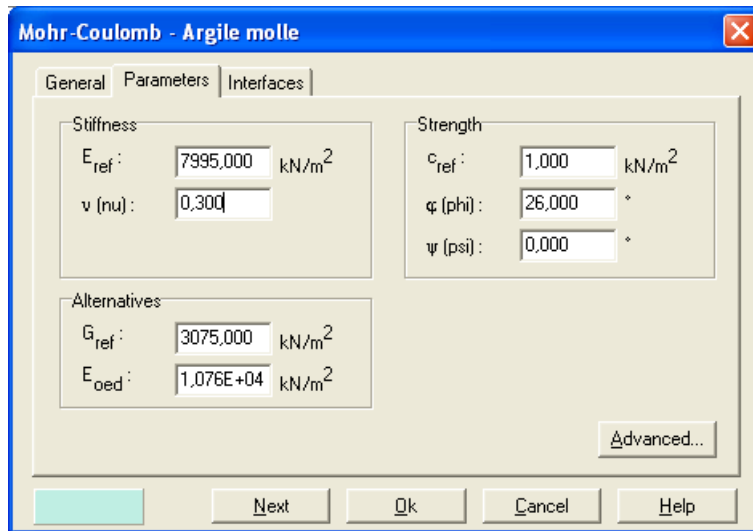 Mohr-Coulomb - Argile molle
General Parameters Interfaces
Stiffness
E_ref : 7995,000 kN/m²
ν (nu) : 0,300
Strength
c_ref : 1,000 kN/m²
φ (phi) : 26,000 °
ψ (psi) : 0,000 °
Alternatives
G_ref : 3075,000 kN/m²
E_oed : 1,076E+04 kN/m²
Advanced...
Next Ok Cancel Help